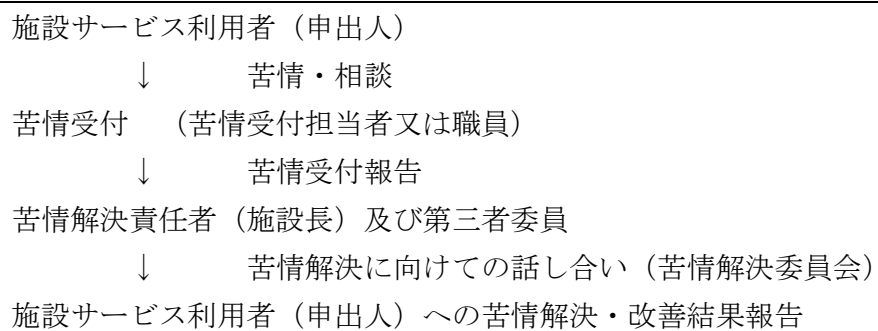 施設サービス利用者（申出人）
↓　　　苦情・相談
苦情受付　（苦情受付担当者又は職員）
↓　　　苦情受付報告
苦情解決責任者（施設長）及び第三者委員
↓　　　苦情解決に向けての話し合い（苦情解決委員会）
施設サービス利用者（申出人）への苦情解決・改善結果報告